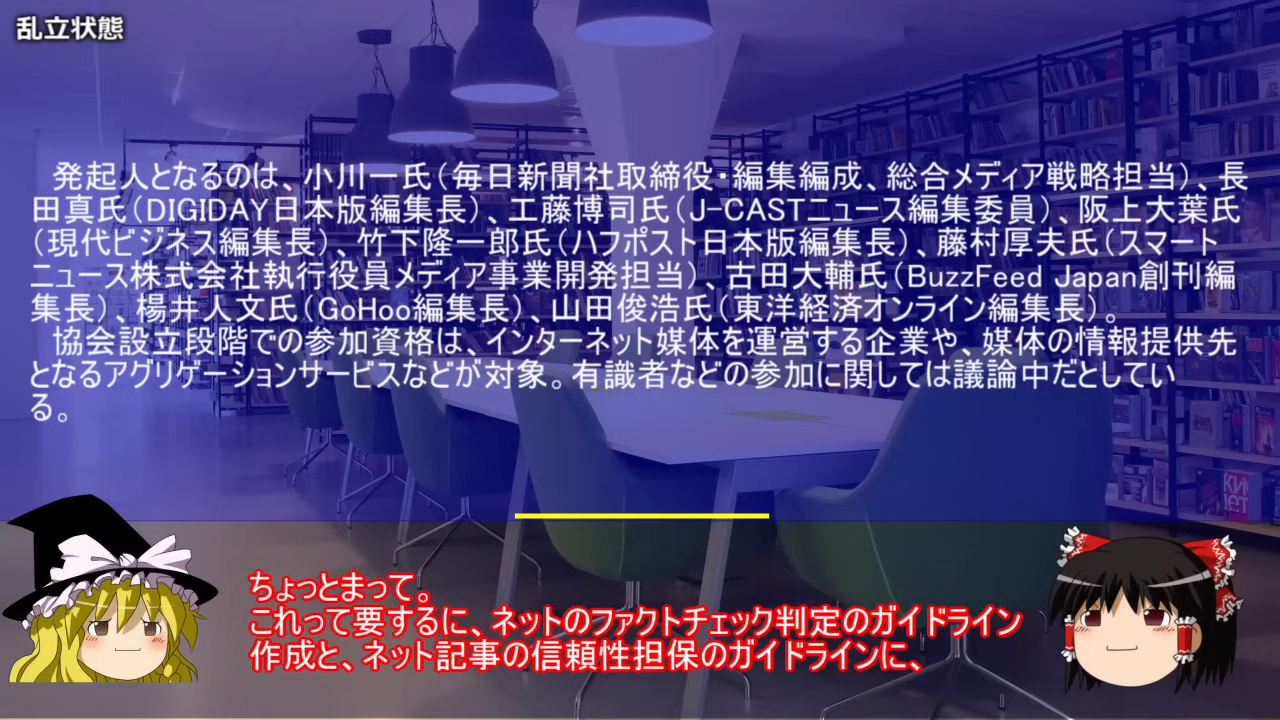 乱立状態
発起人となるのは、小川一氏（毎日新聞社取締役・編集編成、総合メディア戦略担当）、長
田真氏（DIGIDAY日本版編集長）、工藤博司氏（J-CASTニュース編集委員）、阪上大葉氏
（現代ビジネス編集長）、竹下隆一郎氏（ハフポスト日本版編集長）、藤村厚夫氏（スマート
ニュース株式会社執行役員メディア事業開発担当）、古田大輔氏（BuzzFeed Japan創刊編
集長）、楊井人文氏（GoHoo編集長）、山田俊浩氏（東洋経済オンライン編集長）。
協会設立段階での参加資格は、インターネット媒体を運営する企業や、媒体の情報提供先
となるアグリゲーションサービスなどが対象。有識者などの参加に関しては議論中だとしてい
る。
ちょっとまって。
これって要するに、ネットのファクトチェック判定のガイドライン
作成と、ネット記事の信頼性担保のガイドラインに、